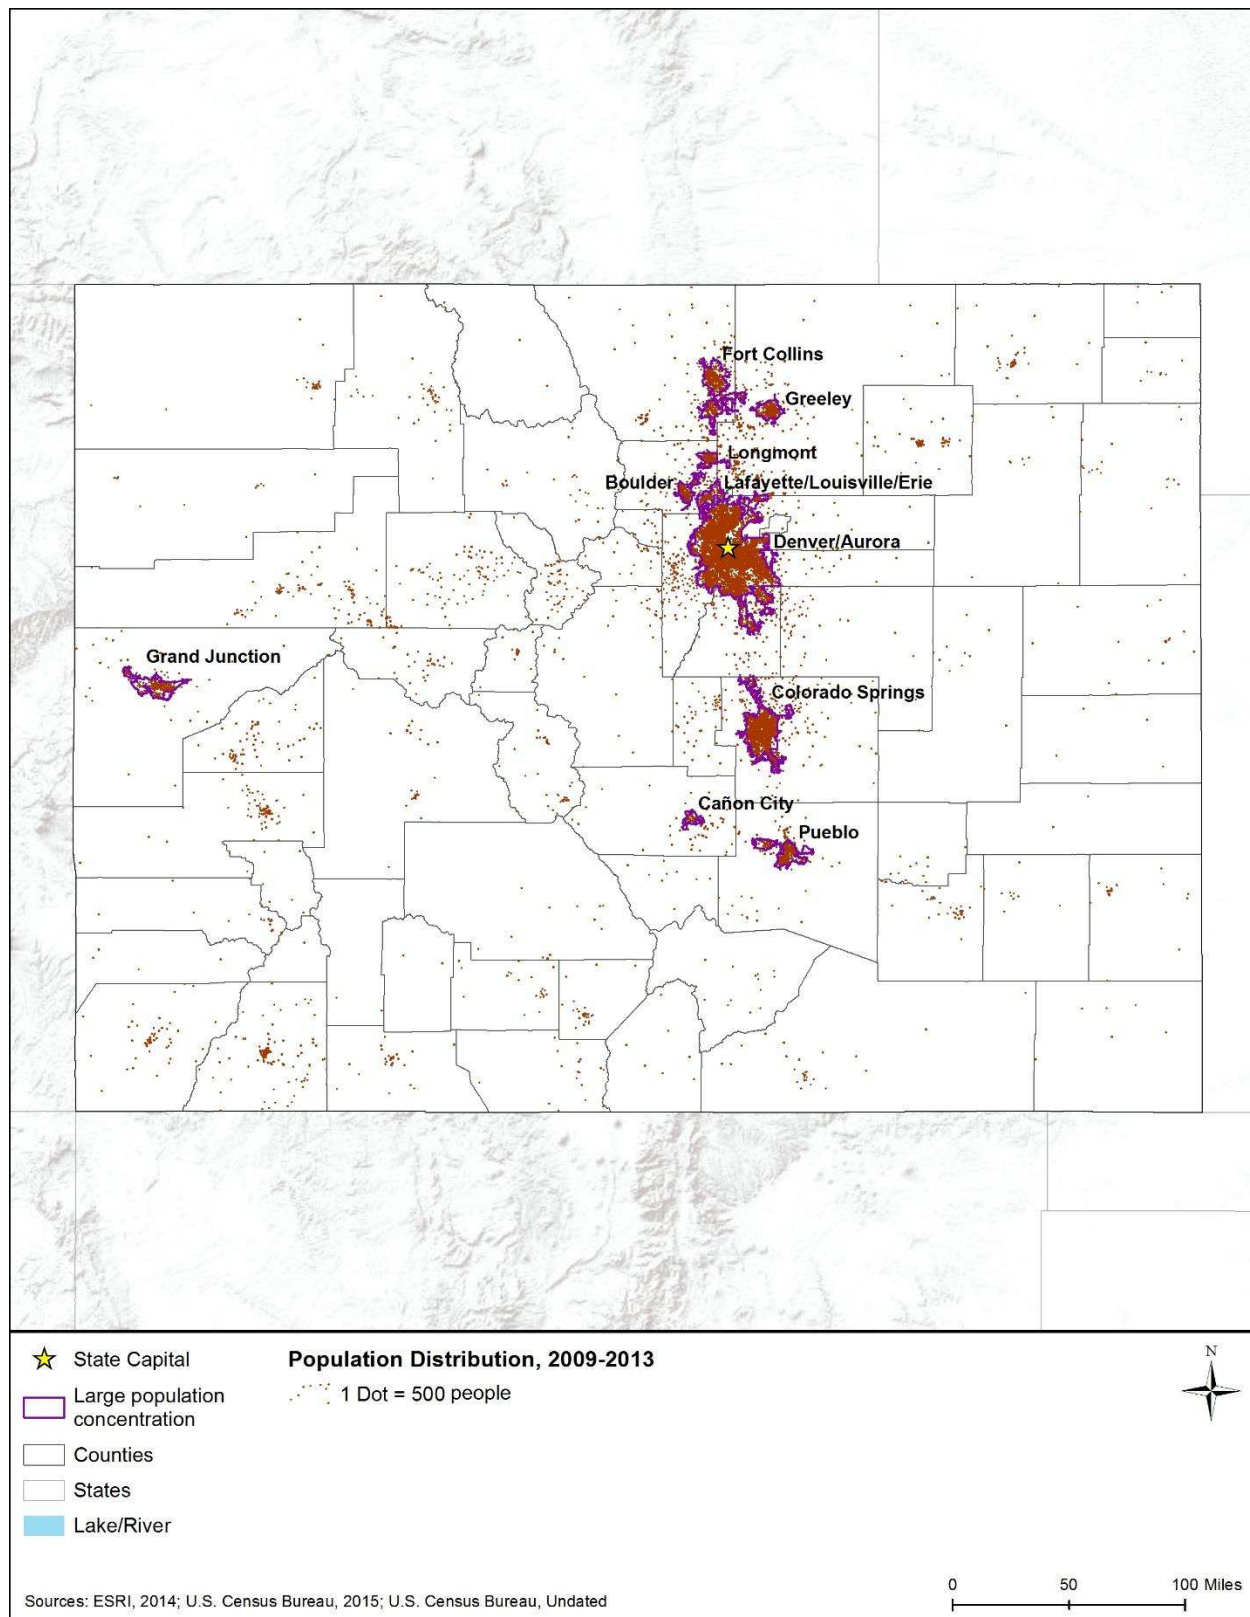 Fort Collins
Greeley
Longmont
Boulder
Lafayette/Louisville/Erie
Denver/Aurora
Grand Junction
Colorado Springs
Cañon City
Pueblo
State Capital
Large population
concentration
Counties
States
Lake/River
Population Distribution, 2009-2013
1 Dot = 500 people
N
Sources: ESRI, 2014; U.S. Census Bureau, 2015; U.S. Census Bureau, Undated
0 50 100 Miles